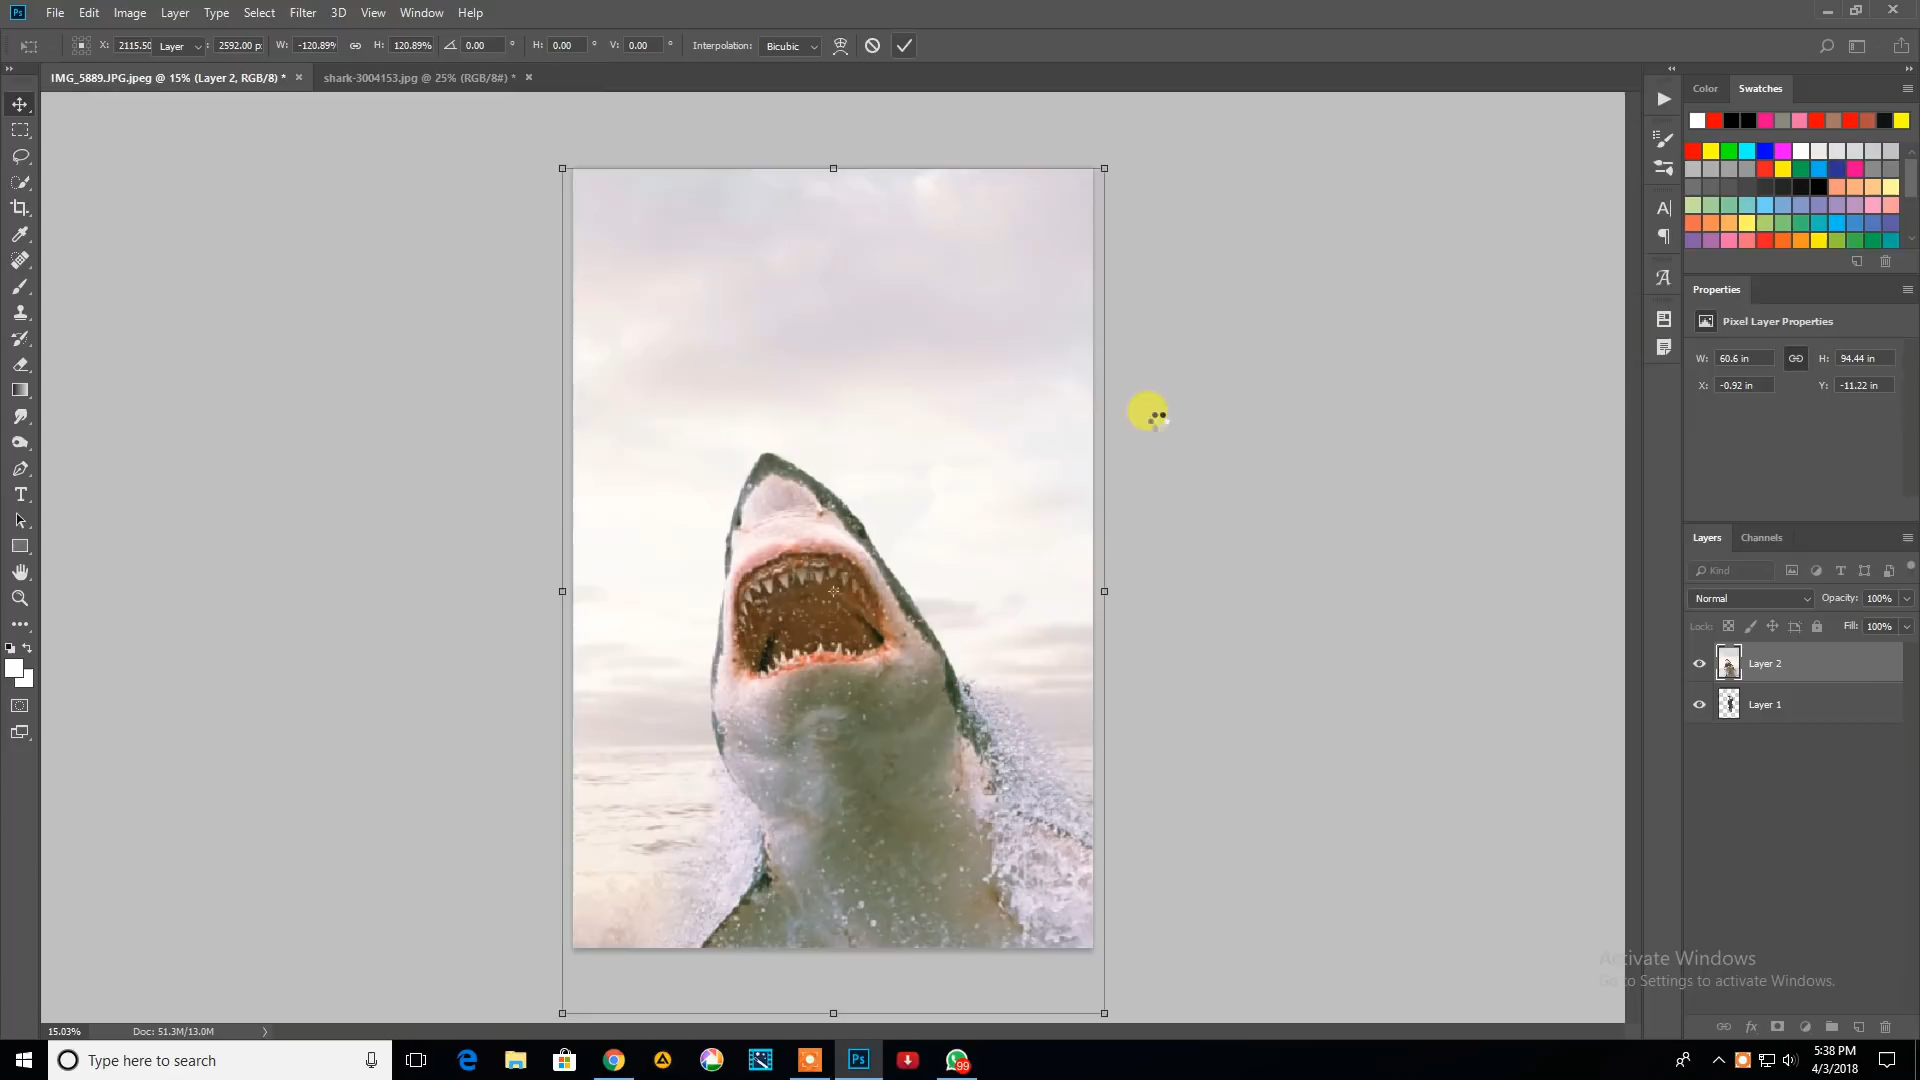 Ps File Edit Image Layer Type Select Filter 3D View Window Help
X: 2115.50 Layer : 2592.00 p W: -120.89% H: 120.89% 0.00 ° H: 0.00 ° V: 0.00 ° Interpolation: Bicubic
IMG_5889.JPG.jpeg @ 15% (Layer 2, RGB/8) * × shark-3004153.jpg @ 25% (RGB/8#) * ×
Color Swatches
Properties
Pixel Layer Properties
W: 60.6 in H: 94.44 in
X: -0.92 in Y: -11.22 in
Layers Channels
Kind
Normal Opacity: 100%
Lock: Fill: 100%
Layer 2
Layer 1
Activate Windows
Go to Settings to activate Windows.
15.03% Doc: 51.3M/13.0M
Type here to search
Ps
99
5:38 PM
4/3/2018